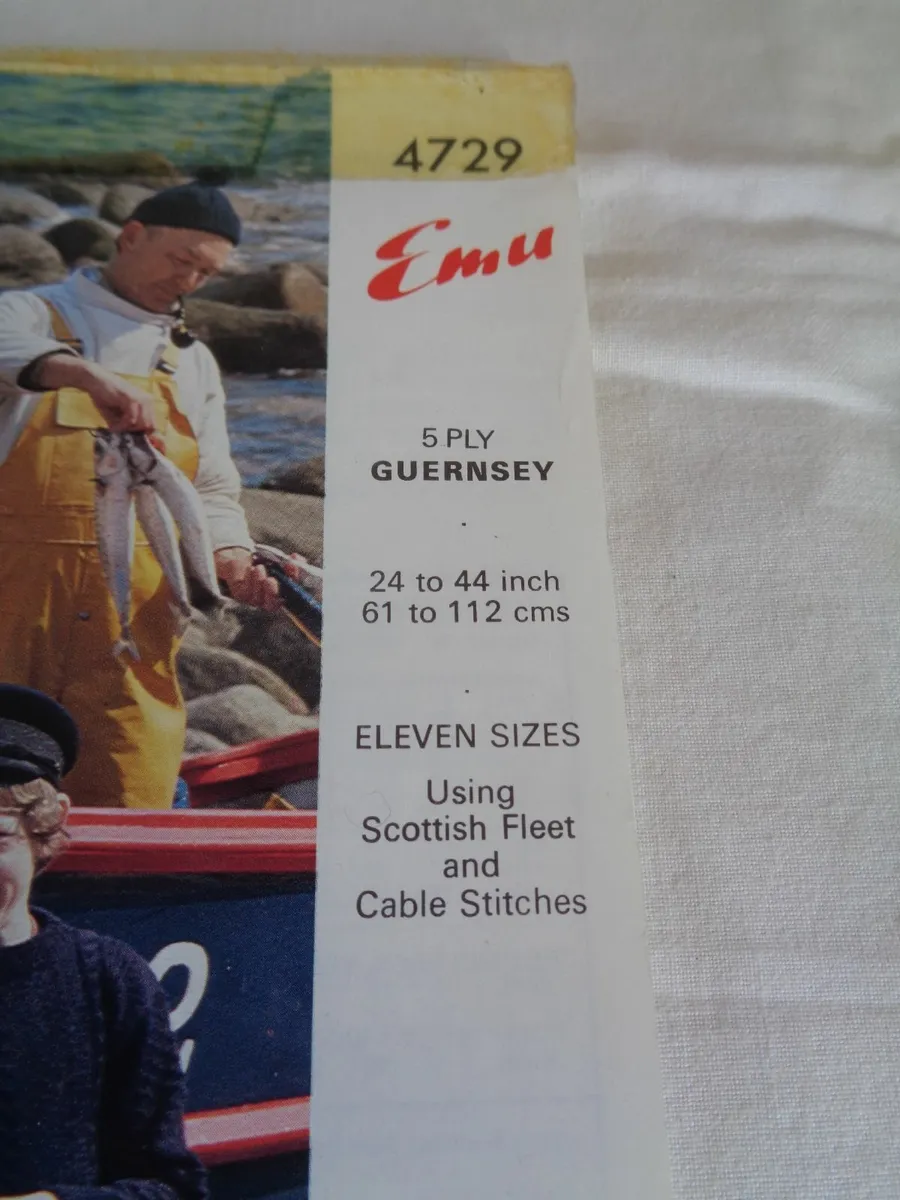 4729
Emu
5 PLY
GUERNSEY
24 to 44 inch
61 to 112 cms
ELEVEN SIZES
Using
Scottish Fleet
and
Cable Stitches